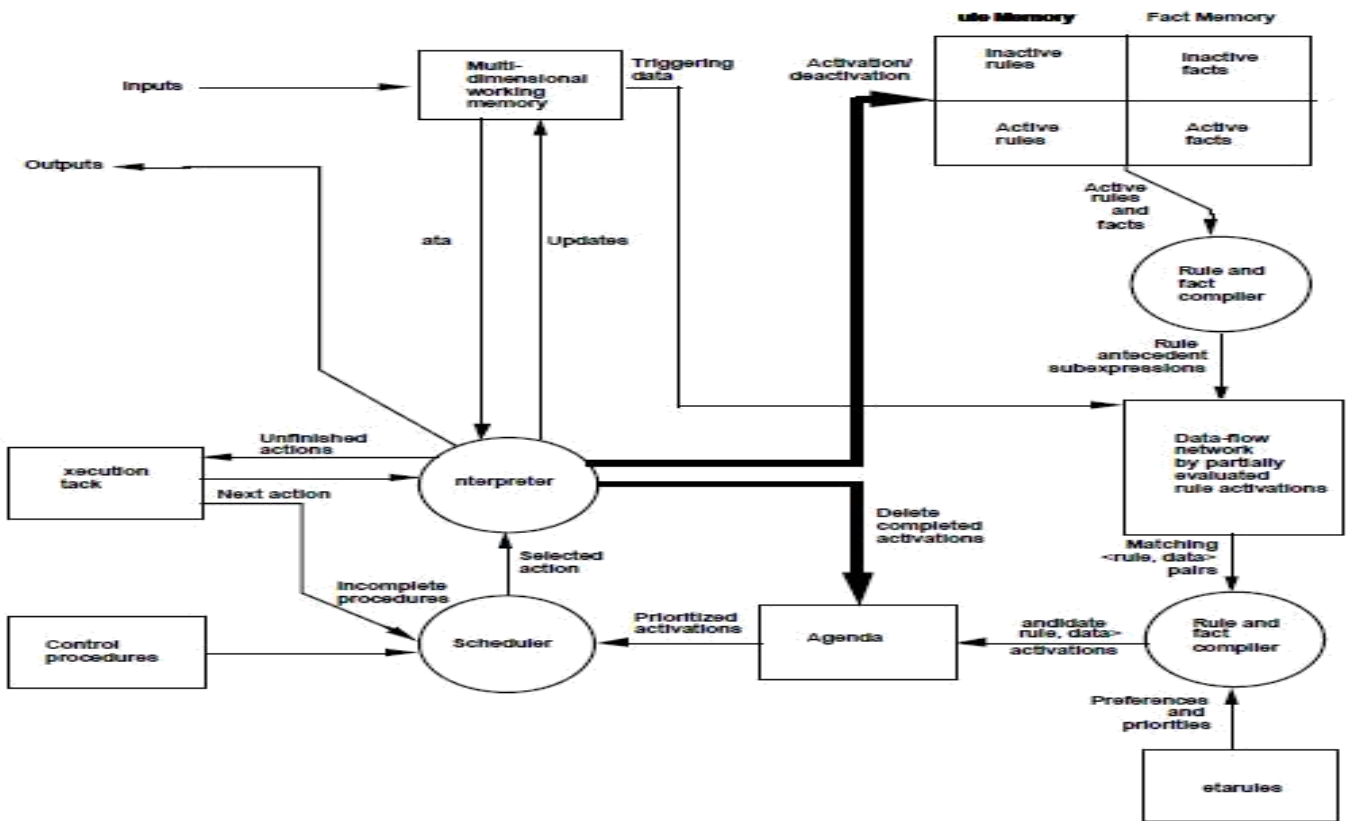 ule Memory
Fact Memory
Inactive
rules
Inactive
facts
Active
rules
Active
facts
Inputs
Multi-
dimensional
working
memory
Triggering
data
Activation/
deactivation
Outputs
ata
Updates
Active
rules
and
facts
Rule and
fact
compiler
Rule
antecedent
subexpressions
Unfinished
actions
xecution
tack
Next action
nterpreter
Data-flow
network
by partially
evaluated
rule activations
Delete
completed
activations
Selected
action
Matching
<rule, data>
pairs
Incomplete
procedures
Control
procedures
Scheduler
Prioritized
activations
Agenda
andidate
rule, data>
activations
Rule and
fact
compiler
Preferences
and
priorities
etarules